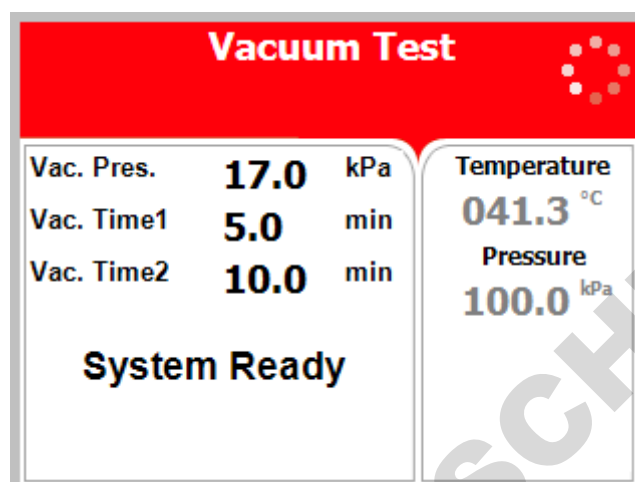 Vacuum Test
Vac. Pres. 17.0 kPa
Vac. Time1 5.0 min
Vac. Time2 10.0 min
System Ready
Temperature
041.3 °C
Pressure
100.0 kPa
SCH